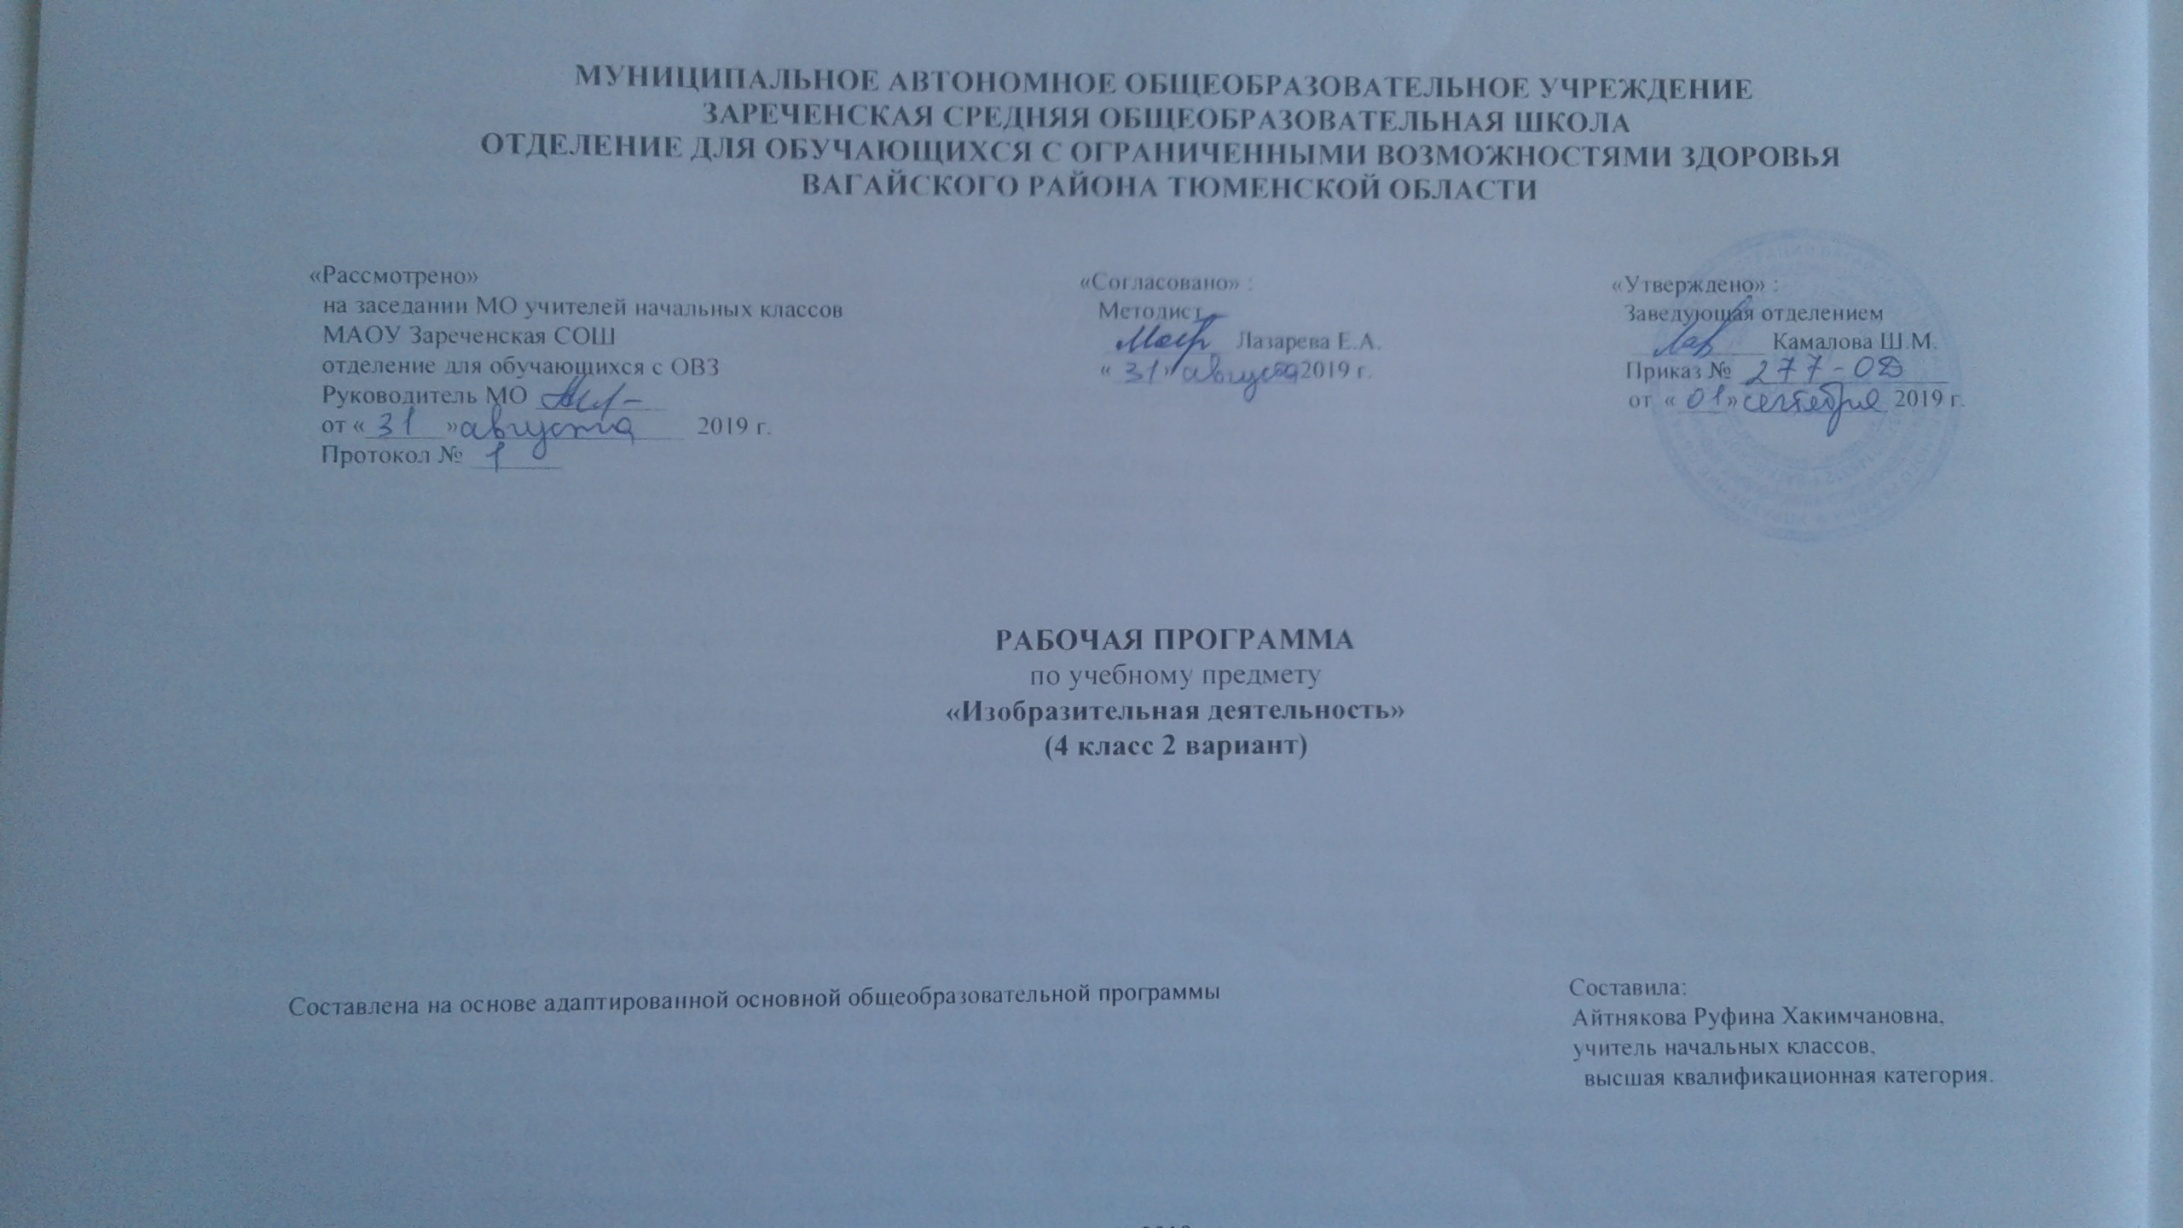 МУНИЦИПАЛЬНОЕ АВТОНОМНОЕ ОБЩЕОБРАЗОВАТЕЛЬНОЕ УЧРЕЖДЕНИЕ
ЗАРЕЧЕНСКАЯ СРЕДНЯЯ ОБЩЕОБРАЗОВАТЕЛЬНАЯ ШКОЛА
ОТДЕЛЕНИЕ ДЛЯ ОБУЧАЮЩИХСЯ С ОГРАНИЧЕННЫМИ ВОЗМОЖНОСТЯМИ ЗДОРОВЬЯ
ВАГАЙСКОГО РАЙОНА ТЮМЕНСКОЙ ОБЛАСТИ
«Рассмотрено»
на заседании МО учителей начальных классов
МАОУ Зареченская СОШ
отделение для обучающихся с ОВЗ
Руководитель МО
от «31» августа 2019 г.
Протокол № 1
«Согласовано» :
Методист
Лазарева Е.А.
«31» августа 2019 г.
«Утверждено» :
Заведующая отделением
Камалова Ш.М.
Приказ № 277-ОД
от «01» сентября 2019 г.
РАБОЧАЯ ПРОГРАММА
по учебному предмету
«Изобразительная деятельность»
(4 класс 2 вариант)
Составлена на основе адаптированной основной общеобразовательной программы
Составила:
Айтнякова Руфина Хакимчановна,
учитель начальных классов,
высшая квалификационная категория.